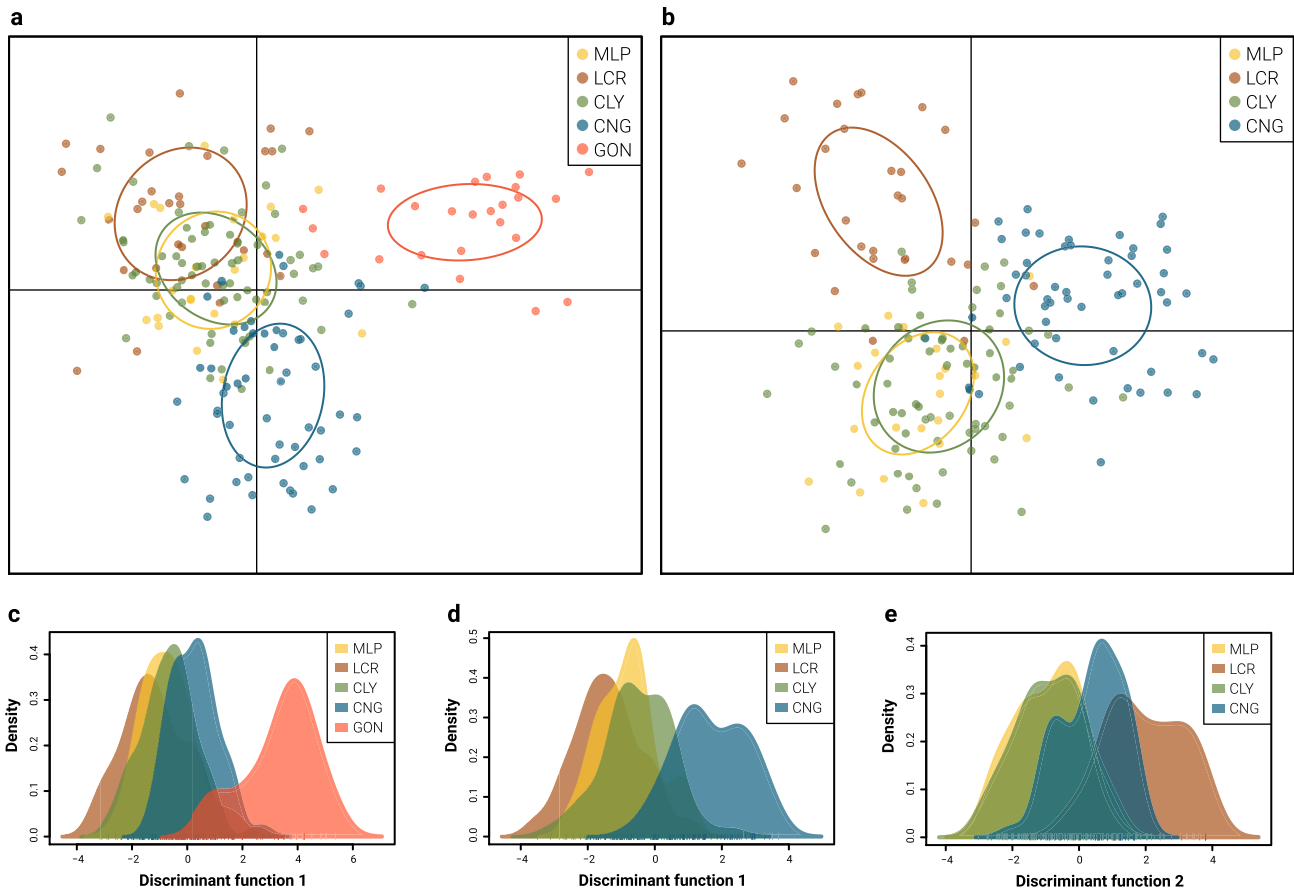 a
MLP
LCR
CLY
CNG
GON
b
MLP
LCR
CLY
CNG
c
Density
0.4
0.3
0.2
0.1
0.0
MLP
LCR
CLY
CNG
GON
−4 −2 0 2 4 6
Discriminant function 1
d
Density
0.5
0.4
0.3
0.2
0.1
0.0
MLP
LCR
CLY
CNG
−4 −2 0 2 4
Discriminant function 1
e
Density
0.4
0.3
0.2
0.1
0.0
MLP
LCR
CLY
CNG
−4 −2 0 2 4
Discriminant function 2